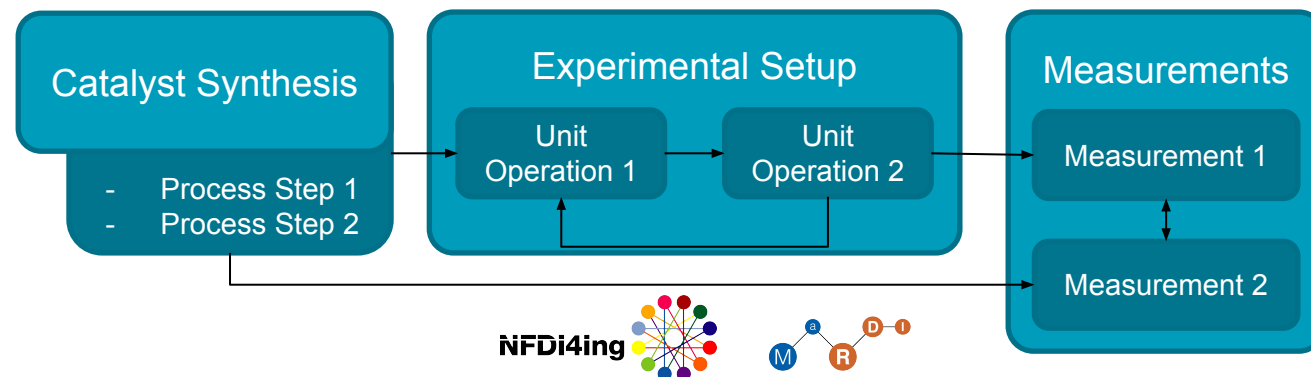 Catalyst Synthesis
- Process Step 1
- Process Step 2
Experimental Setup
Unit
Operation 1
Unit
Operation 2
Measurements
Measurement 1
Measurement 2
NFDi4ing
M a R D I